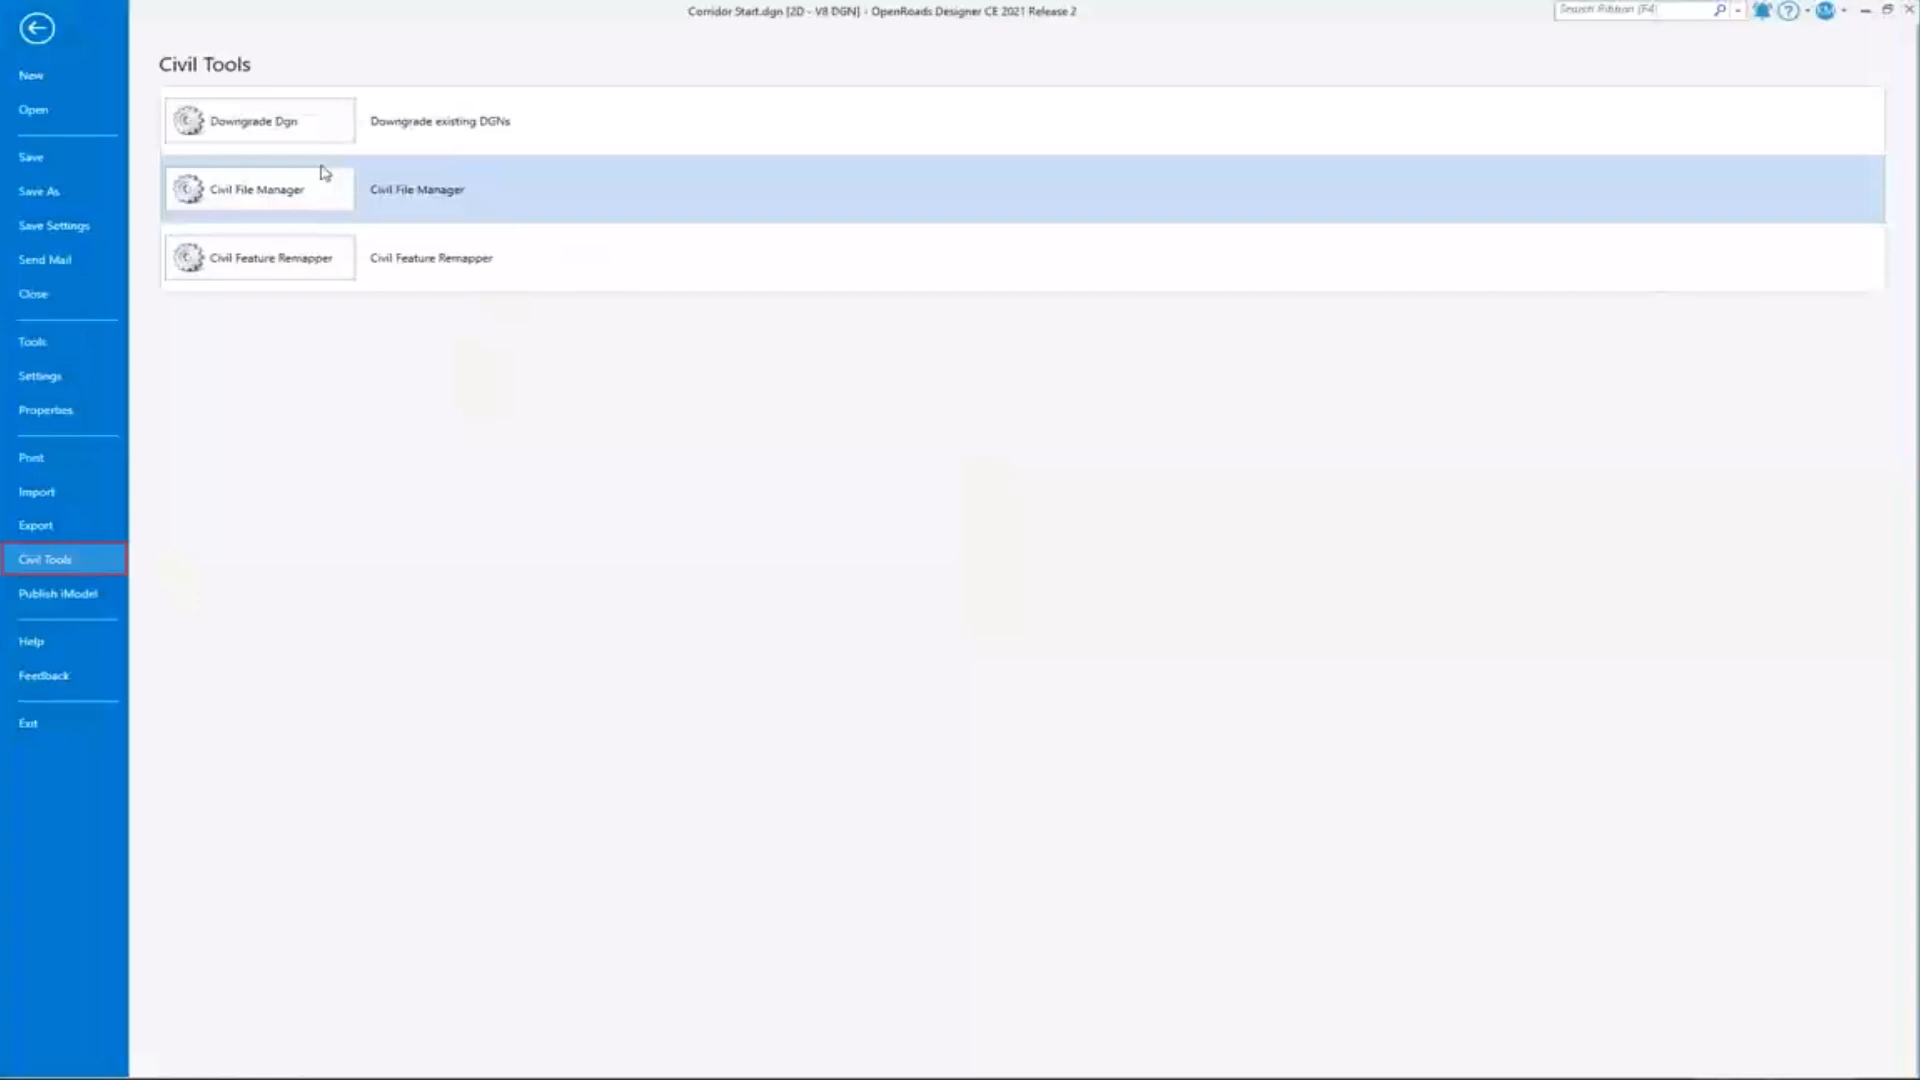 Corridor Start.dgn [2D - V8 DGN] - OpenRoads Designer CE 2021 Release 2
Search Ribbon (F4)
Civil Tools
New
Open
Save
Save As
Save Settings
Send Mail
Close
Tools
Settings
Properties
Print
Import
Export
Civil Tools
Publish iModel
Help
Feedback
Exit
Downgrade Dgn
Downgrade existing DGNs
Civil File Manager
Civil File Manager
Civil Feature Remapper
Civil Feature Remapper